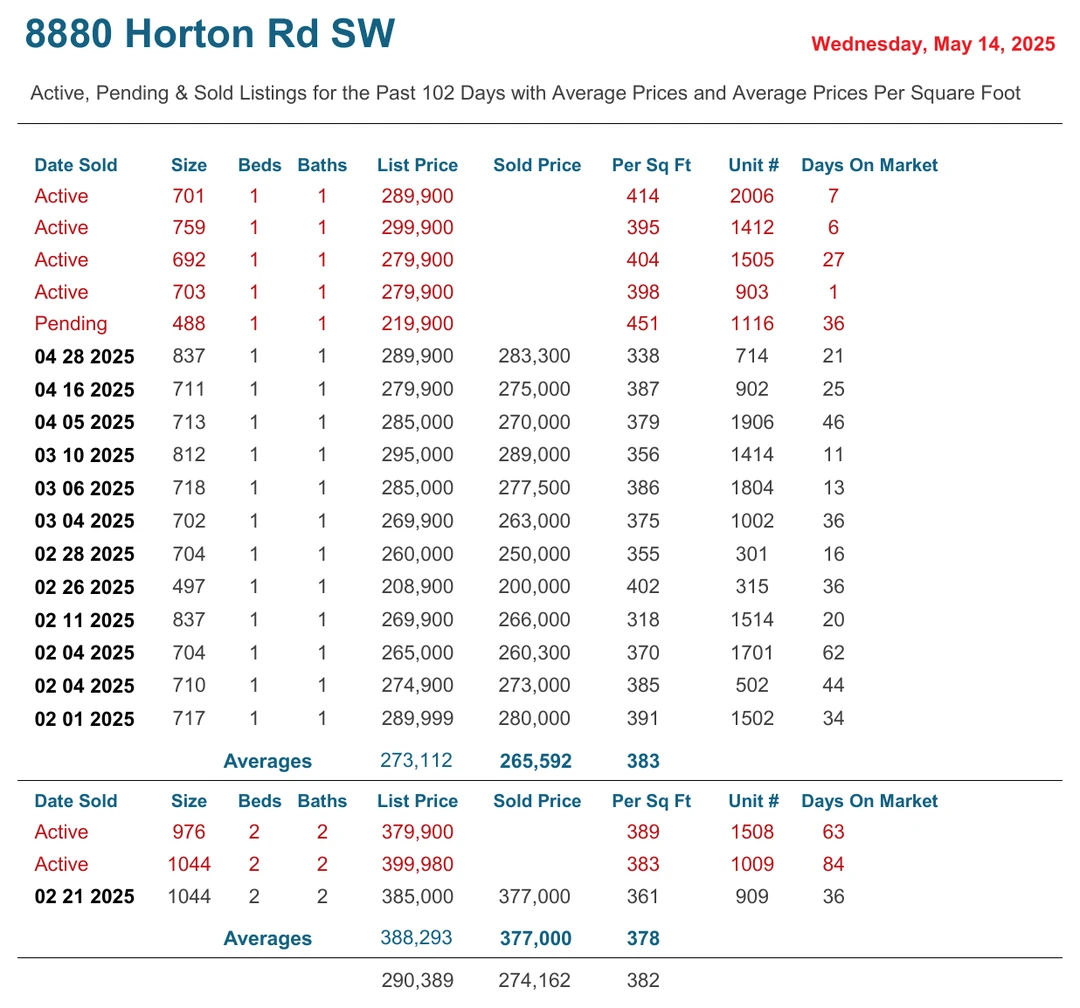 8880 Horton Rd SW
Wednesday, May 14, 2025
Active, Pending & Sold Listings for the Past 102 Days with Average Prices and Average Prices Per Square Foot
Date Sold Size Beds Baths List Price Sold Price Per Sq Ft Unit # Days On Market
Active 701 1 1 289,900 414 2006 7
Active 759 1 1 299,900 395 1412 6
Active 692 1 1 279,900 404 1505 27
Active 703 1 1 279,900 398 903 1
Pending 488 1 1 219,900 451 1116 36
04 28 2025 837 1 1 289,900 283,300 338 714 21
04 16 2025 711 1 1 279,900 275,000 387 902 25
04 05 2025 713 1 1 285,000 270,000 379 1906 46
03 10 2025 812 1 1 295,000 289,000 356 1414 11
03 06 2025 718 1 1 285,000 277,500 386 1804 13
03 04 2025 702 1 1 269,900 263,000 375 1002 36
02 28 2025 704 1 1 260,000 250,000 355 301 16
02 26 2025 497 1 1 208,900 200,000 402 315 36
02 11 2025 837 1 1 269,900 266,000 318 1514 20
02 04 2025 704 1 1 265,000 260,300 370 1701 62
02 04 2025 710 1 1 274,900 273,000 385 502 44
02 01 2025 717 1 1 289,999 280,000 391 1502 34
Averages 273,112 265,592 383
Date Sold Size Beds Baths List Price Sold Price Per Sq Ft Unit # Days On Market
Active 976 2 2 379,900 389 1508 63
Active 1044 2 2 399,980 383 1009 84
02 21 2025 1044 2 2 385,000 377,000 361 909 36
Averages 388,293 377,000 378
290,389 274,162 382